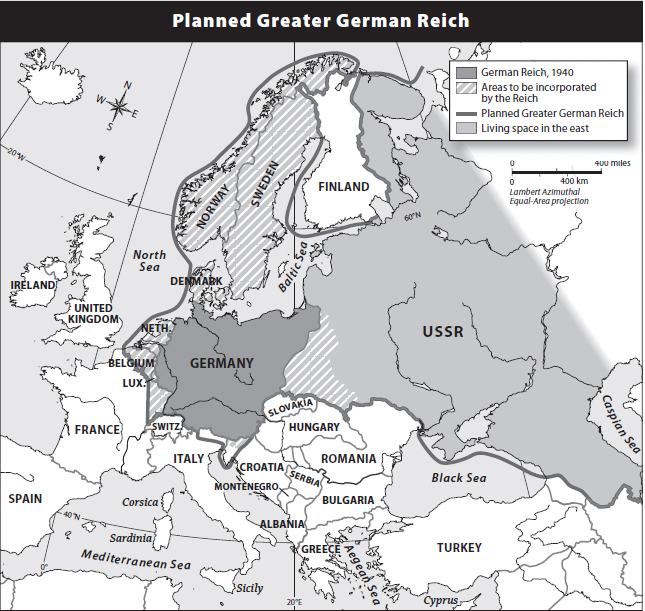 Planned Greater German Reich
German Reich, 1940
Areas to be incorporated
by the Reich
Planned Greater German Reich
Living space in the east
0 400 miles
0 400 km
Lambert Azimuthal
Equal-Area projection
N
W
E
S
20°W
60°N
NORWAY
SWEDEN
FINLAND
North
Sea
Baltic Sea
DENMARK
IRELAND
UNITED
KINGDOM
NETH.
BELGIUM
LUX.
GERMANY
USSR
FRANCE
SWITZ.
SLOVAKIA
HUNGARY
ITALY
CROATIA
ROMANIA
SERBIA
MONTENEGRO
BULGARIA
Black Sea
Caspian Sea
SPAIN
Corsica
40°N
Sardinia
ALBANIA
GREECE
Aegean Sea
TURKEY
Mediterranean Sea
0°
Sicily
20°E
Cyprus